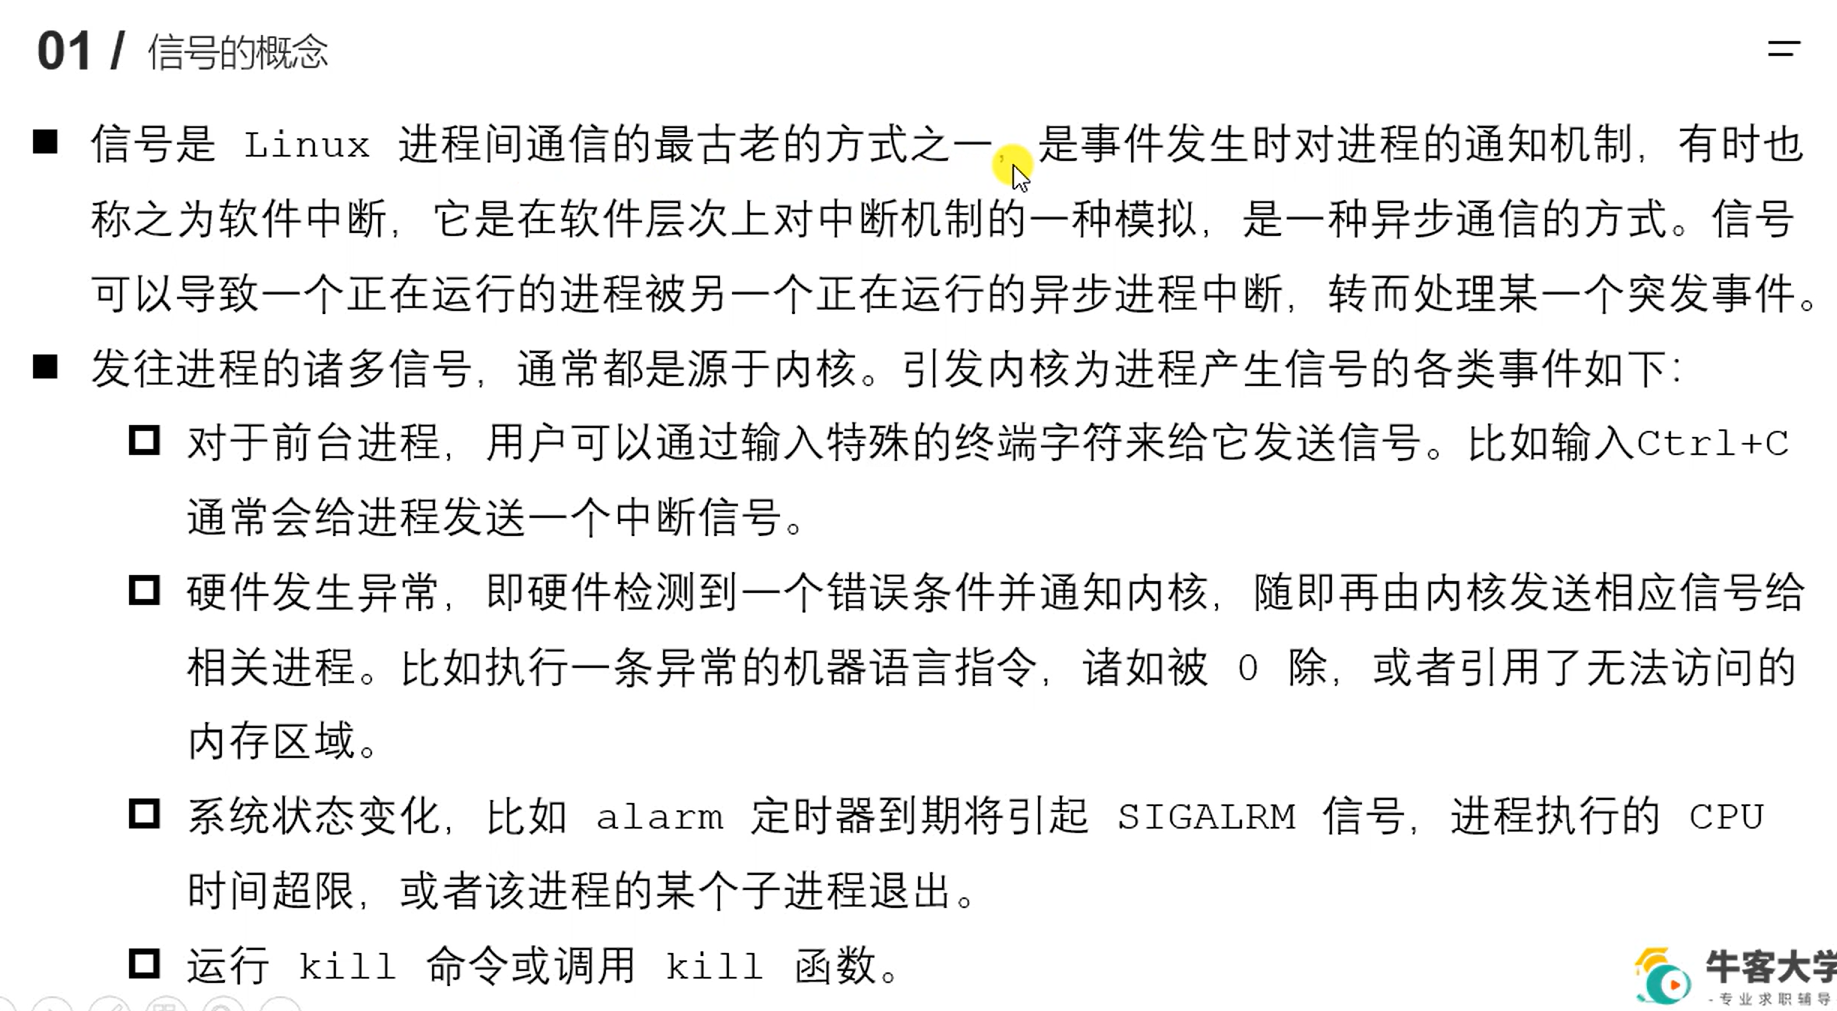 01 / 信号的概念
信号是 Linux 进程间通信的最古老的方式之一，是事件发生时对进程的通知机制，有时也
称之为软件中断，它是在软件层次上对中断机制的一种模拟，是一种异步通信的方式。信号
可以导致一个正在运行的进程被另一个正在运行的异步进程中断，转而处理某一个突发事件。
发往进程的诸多信号，通常都是源于内核。引发内核为进程产生信号的各类事件如下：
对于前台进程，用户可以通过输入特殊的终端字符来给它发送信号。比如输入Ctrl+C
通常会给进程发送一个中断信号。
硬件发生异常，即硬件检测到一个错误条件并通知内核，随即再由内核发送相应信号给
相关进程。比如执行一条异常的机器语言指令，诸如被 0 除，或者引用了无法访问的
内存区域。
系统状态变化，比如 alarm 定时器到期将引起 SIGALRM 信号，进程执行的 CPU
时间超限，或者该进程的某个子进程退出。
运行 kill 命令或调用 kill 函数。
牛客大学
-专业求职辅导